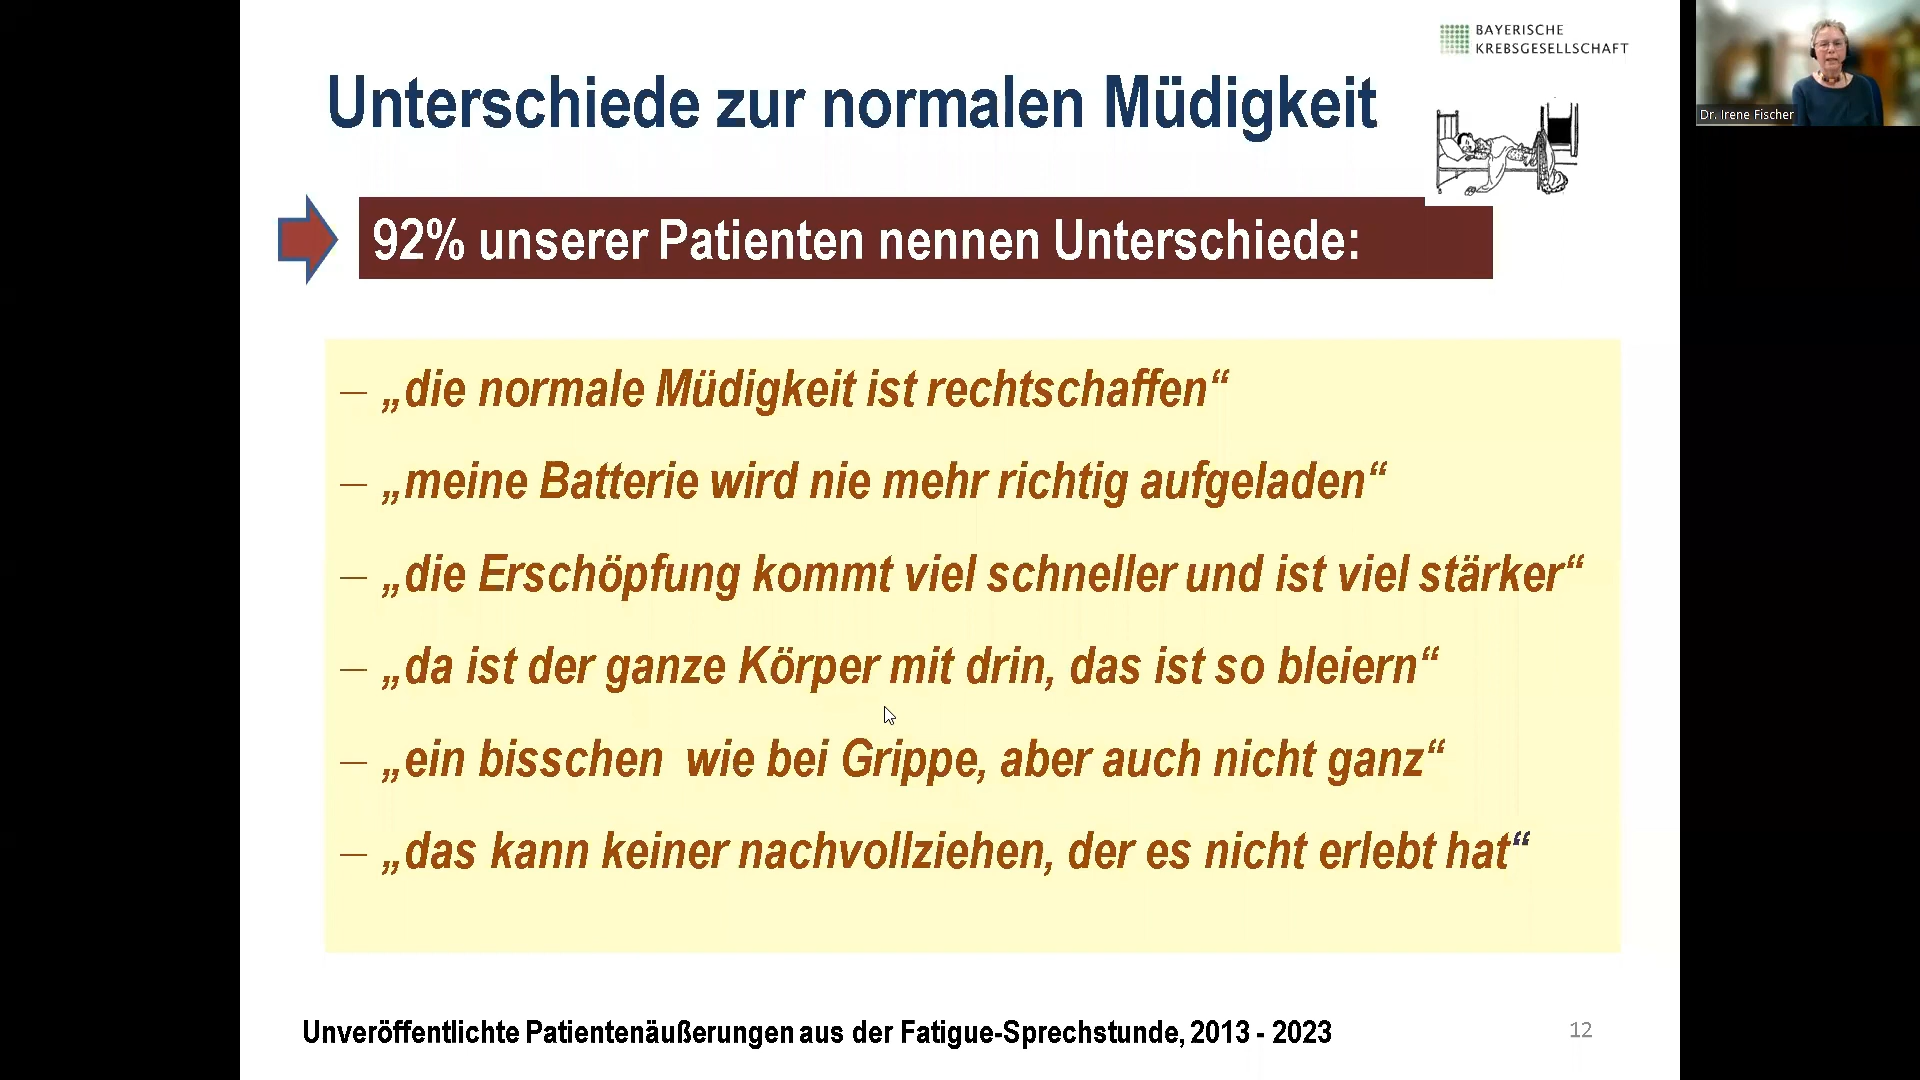 BAYERISCHE
KREBSGESELLSCHAFT
Unterschiede zur normalen Müdigkeit
Dr. Irene Fischer
92% unserer Patienten nennen Unterschiede:
– „die normale Müdigkeit ist rechtschaffen“
– „meine Batterie wird nie mehr richtig aufgeladen“
– „die Erschöpfung kommt viel schneller und ist viel stärker“
– „da ist der ganze Körper mit drin, das ist so bleiern“
– „ein bisschen  wie bei Grippe, aber auch nicht ganz“
– „das kann keiner nachvollziehen, der es nicht erlebt hat“
Unveröffentlichte Patientenäußerungen aus der Fatigue-Sprechstunde, 2013 - 2023
12